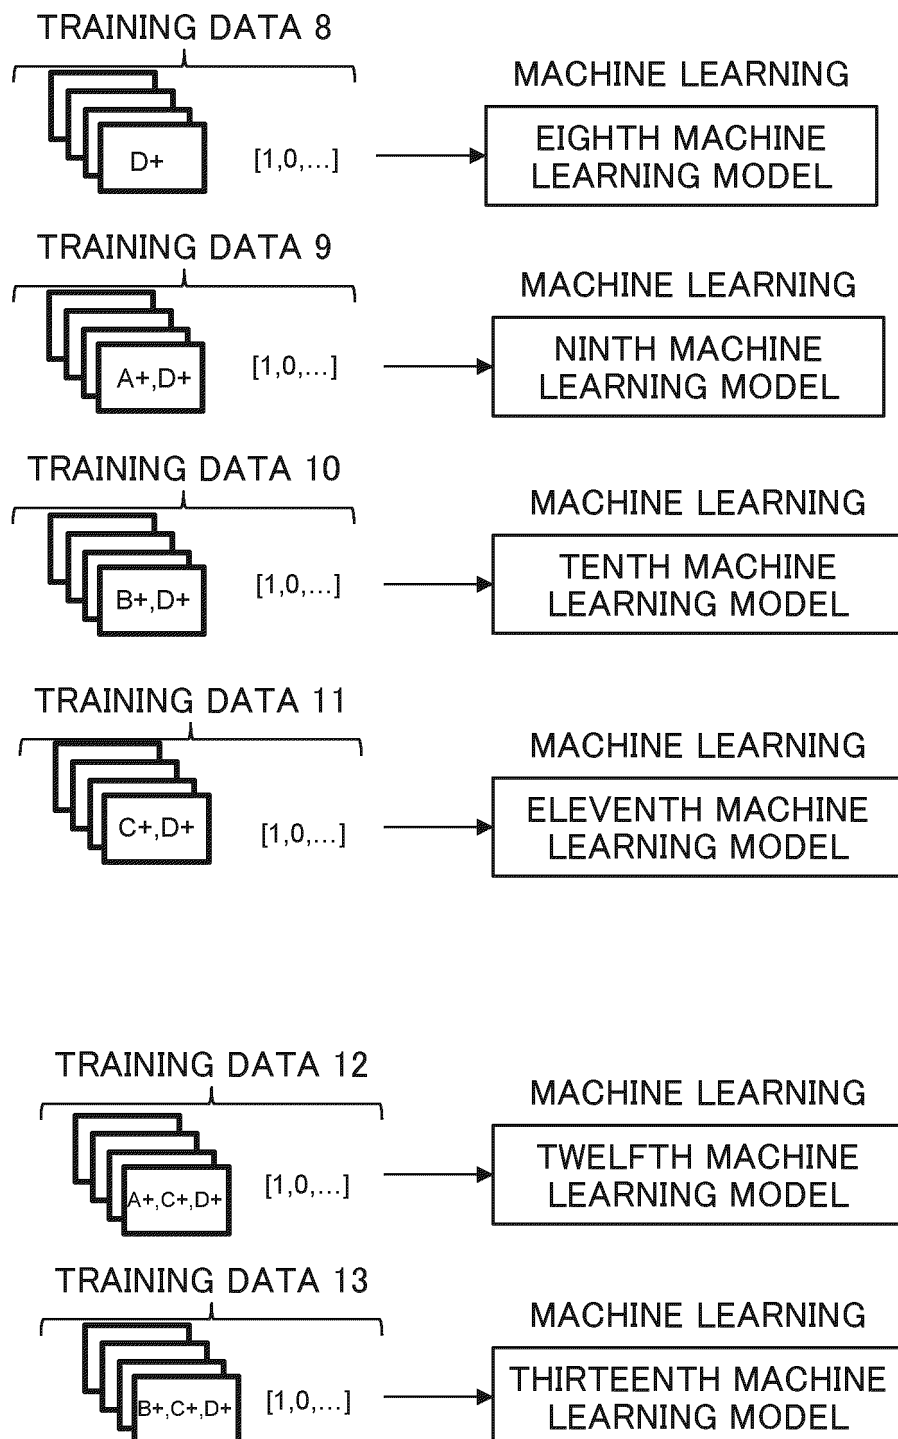 TRAINING DATA 8
MACHINE LEARNING
D+
[1,0,...]
EIGHTH MACHINE
LEARNING MODEL
TRAINING DATA 9
MACHINE LEARNING
A+,D+
[1,0,...]
NINTH MACHINE
LEARNING MODEL
TRAINING DATA 10
MACHINE LEARNING
B+,D+
[1,0,...]
TENTH MACHINE
LEARNING MODEL
TRAINING DATA 11
MACHINE LEARNING
C+,D+
[1,0,...]
ELEVENTH MACHINE
LEARNING MODEL
TRAINING DATA 12
MACHINE LEARNING
A+,C+,D+
[1,0,...]
TWELFTH MACHINE
LEARNING MODEL
TRAINING DATA 13
MACHINE LEARNING
B+,C+,D+
[1,0,...]
THIRTEENTH MACHINE
LEARNING MODEL